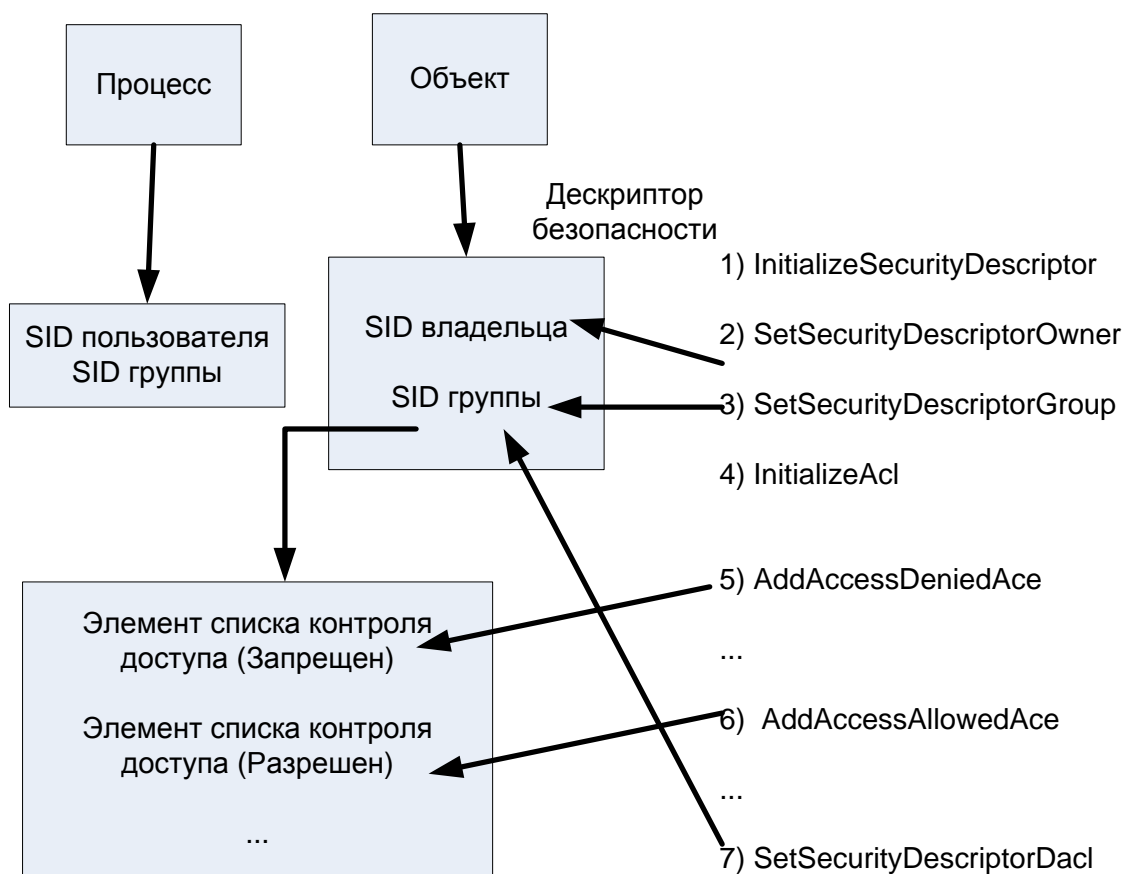 Процесс
Объект
Дескриптор
безопасности
1) InitializeSecurityDescriptor
SID владельца
2) SetSecurityDescriptorOwner
SID пользователя
SID группы
SID группы
3) SetSecurityDescriptorGroup
4) InitializeAcl
5) AddAccessDeniedAce
Элемент списка контроля
доступа (Запрещен)
...
6) AddAccessAllowedAce
Элемент списка контроля
доступа (Разрешен)
...
...
7) SetSecurityDescriptorDacl